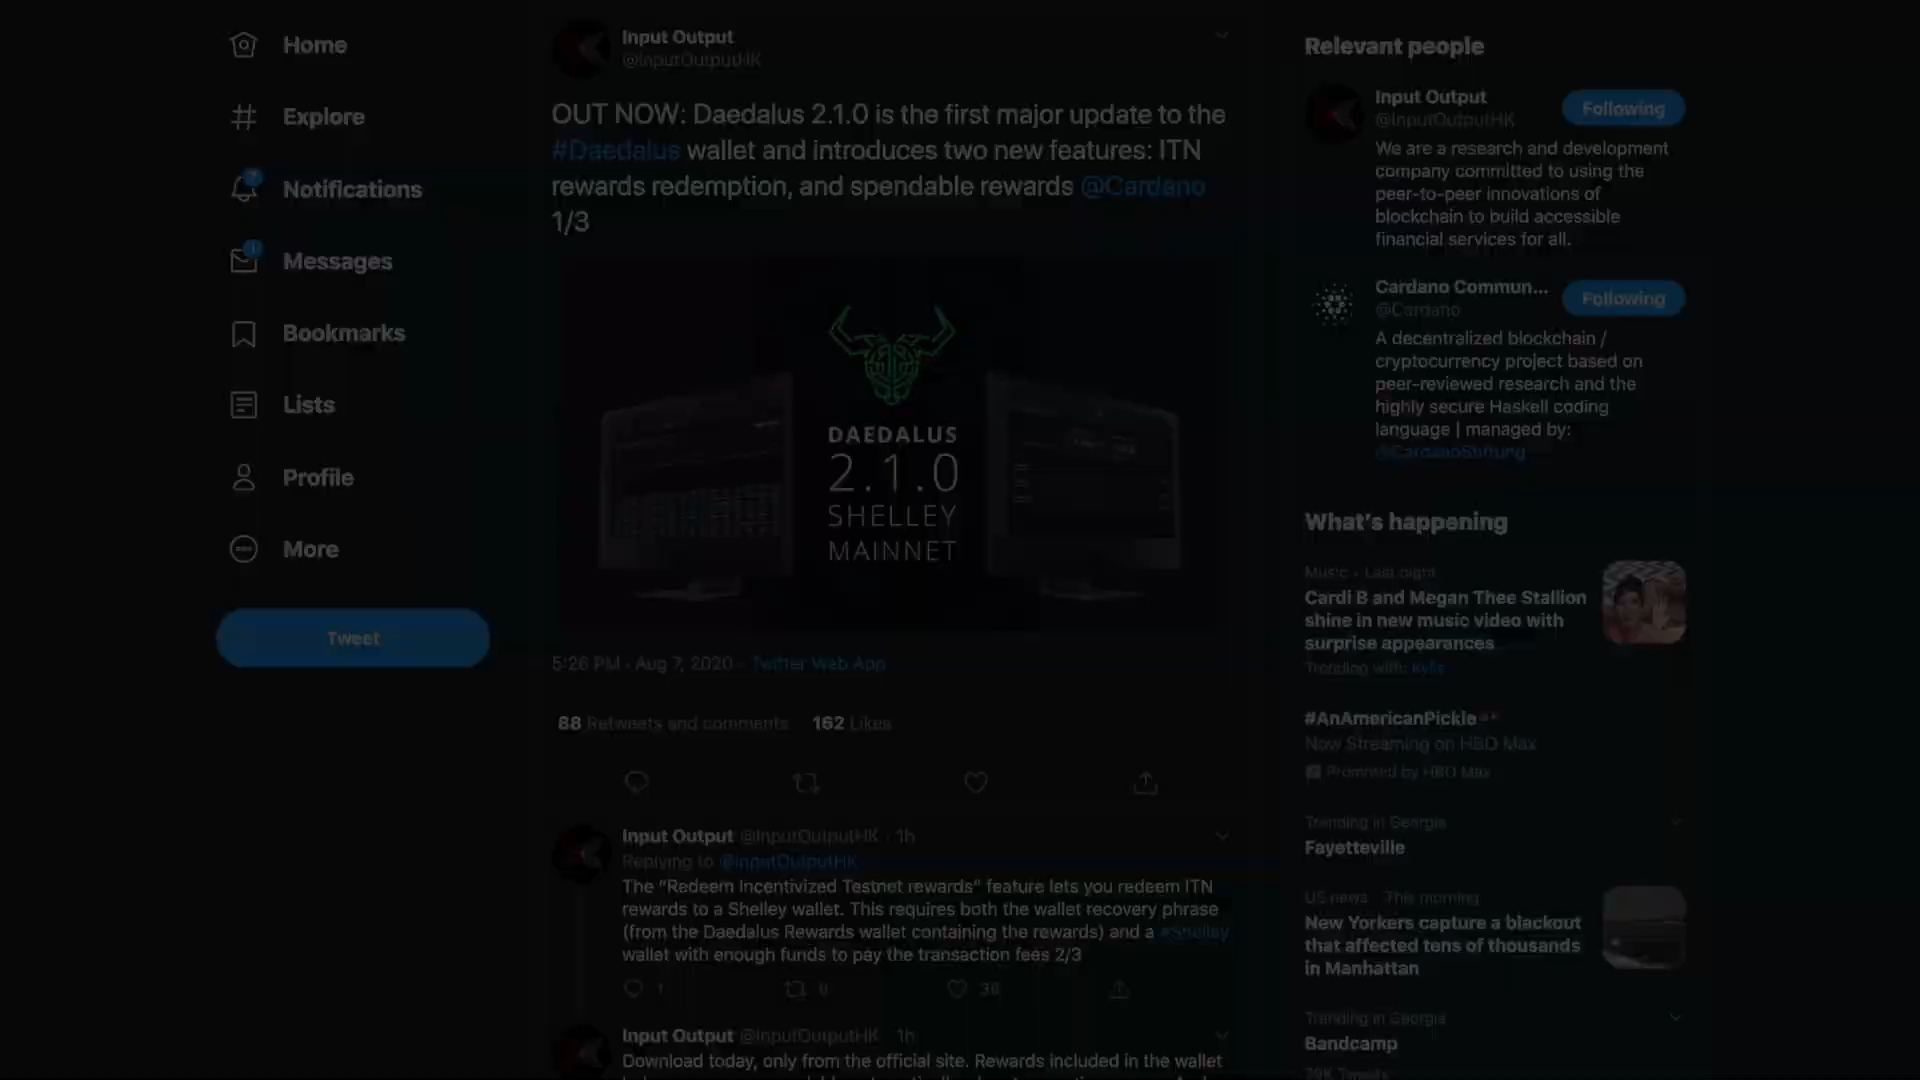 Home
Explore
Notifications
Messages
Bookmarks
Lists
Profile
More
Tweet
Input Output
@InputOutputHK
OUT NOW: Daedalus 2.1.0 is the first major update to the
#Daedalus wallet and introduces two new features: ITN
rewards redemption, and spendable rewards @Cardano
1/3
DAEDALUS
2.1.0
SHELLEY
MAINNET
5:26 PM · Aug 7, 2020 · Twitter Web App
88 Retweets and comments 162 Likes
Input Output @InputOutputHK · 1h
Replying to @InputOutputHK
The "Redeem Incentivized Testnet rewards" feature lets you redeem ITN
rewards to a Shelley wallet. This requires both the wallet recovery phrase
(from the Daedalus Rewards wallet containing the rewards) and a #Shelley
wallet with enough funds to pay the transaction fees 2/3
1
Input Output @InputOutputHK · 1h
Download today, only from the official site. Rewards included in the wallet
Relevant people
Input Output
@InputOutputHK
Following
We are a research and development
company committed to using the
peer-to-peer innovations of
blockchain to build accessible
financial services for all.
Cardano Commun...
@Cardano
Following
A decentralized blockchain /
cryptocurrency project based on
peer-reviewed research and the
highly secure Haskell coding
language | managed by:
@CardanoStiftung
What's happening
Music · Last night
Cardi B and Megan Thee Stallion
shine in new music video with
surprise appearances
Trending with: Kylie
#AnAmericanPickle
Now Streaming on HBO Max
Promoted by HBO Max
Trending in Georgia
Fayetteville
US news · This morning
New Yorkers capture a blackout
that affected tens of thousands
in Manhattan
Trending in Georgia
Bandcamp